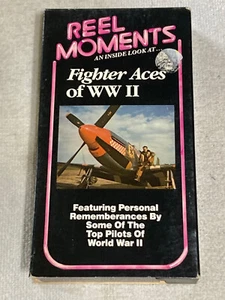 REEL
MOMENTS
AN INSIDE LOOK AT...
Fighter Aces
of WW II
Featuring Personal
Rememberances By
Some Of The
Top Pilots Of
World War II